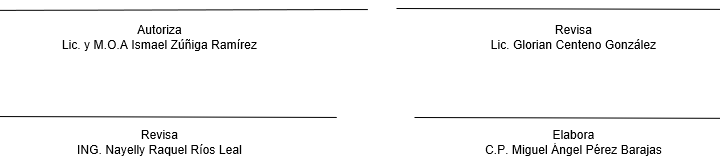 Autoriza
Lic. y M.O.A Ismael Zúñiga Ramírez
Revisa
Lic. Glorian Centeno González
Revisa
ING. Nayelly Raquel Ríos Leal
Elabora
C.P. Miguel Ángel Pérez Barajas